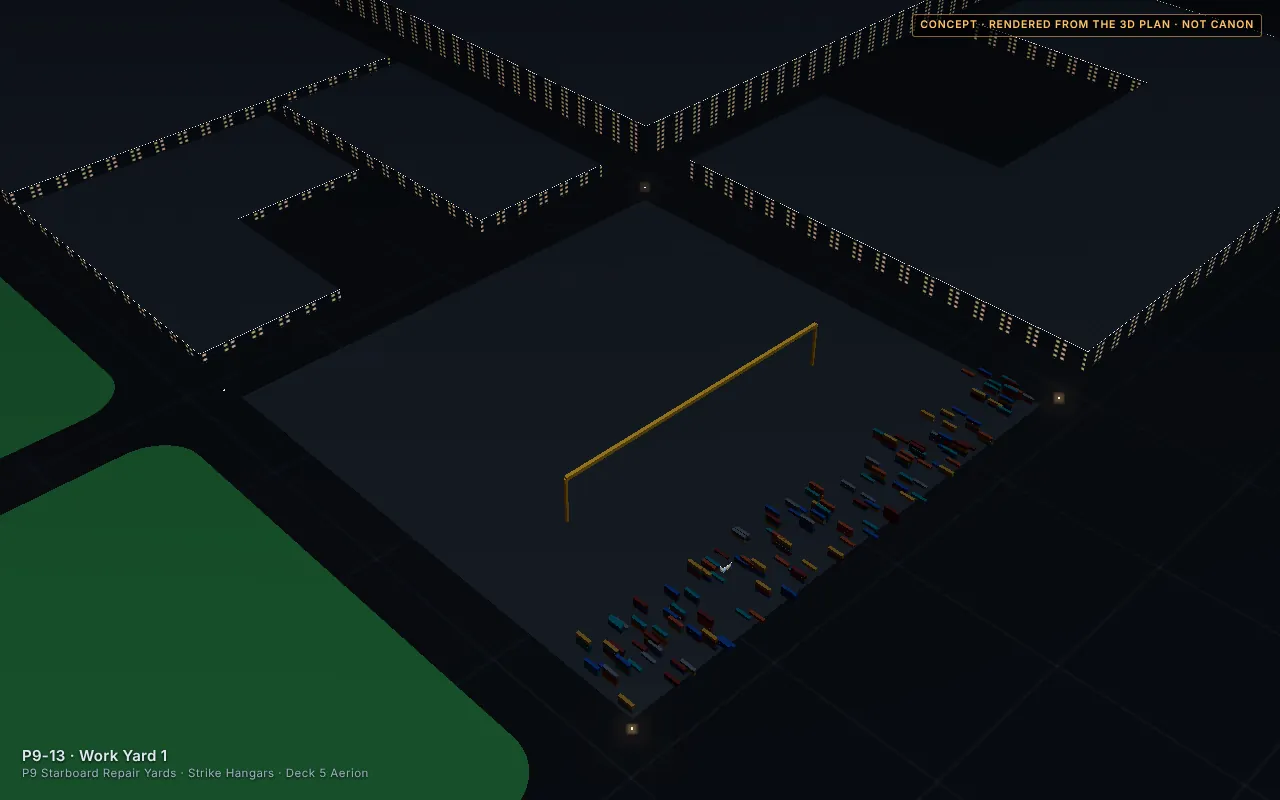 CONCEPT · RENDERED FROM THE 3D PLAN · NOT CANON
P9-13 · Work Yard 1
P9 Starboard Repair Yards · Strike Hangars · Deck 5 Aerion